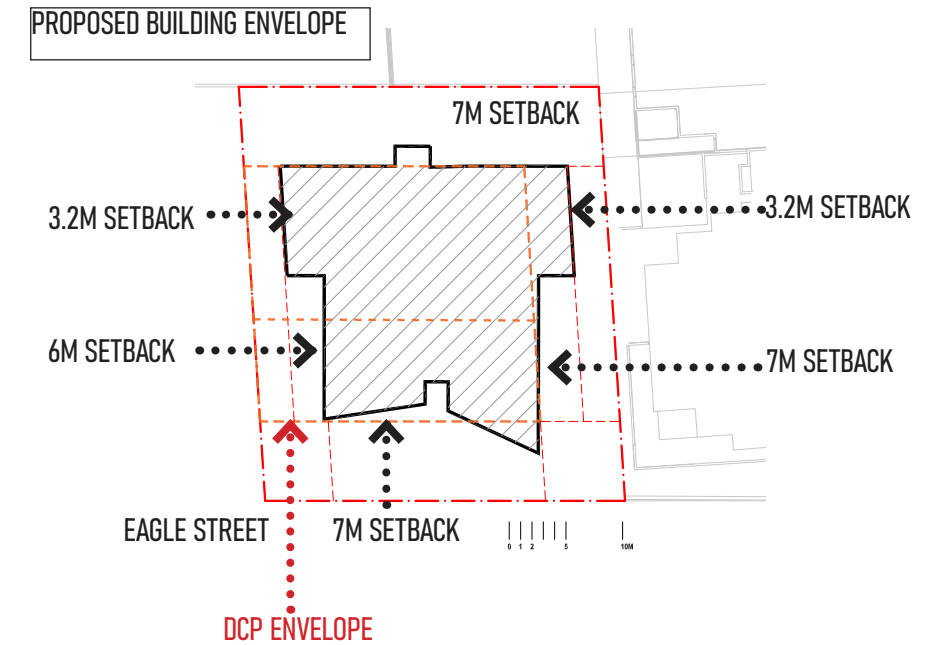 PROPOSED BUILDING ENVELOPE
7M SETBACK
3.2M SETBACK
3.2M SETBACK
6M SETBACK
7M SETBACK
EAGLE STREET
7M SETBACK
0 1 2 5 10M
DCP ENVELOPE